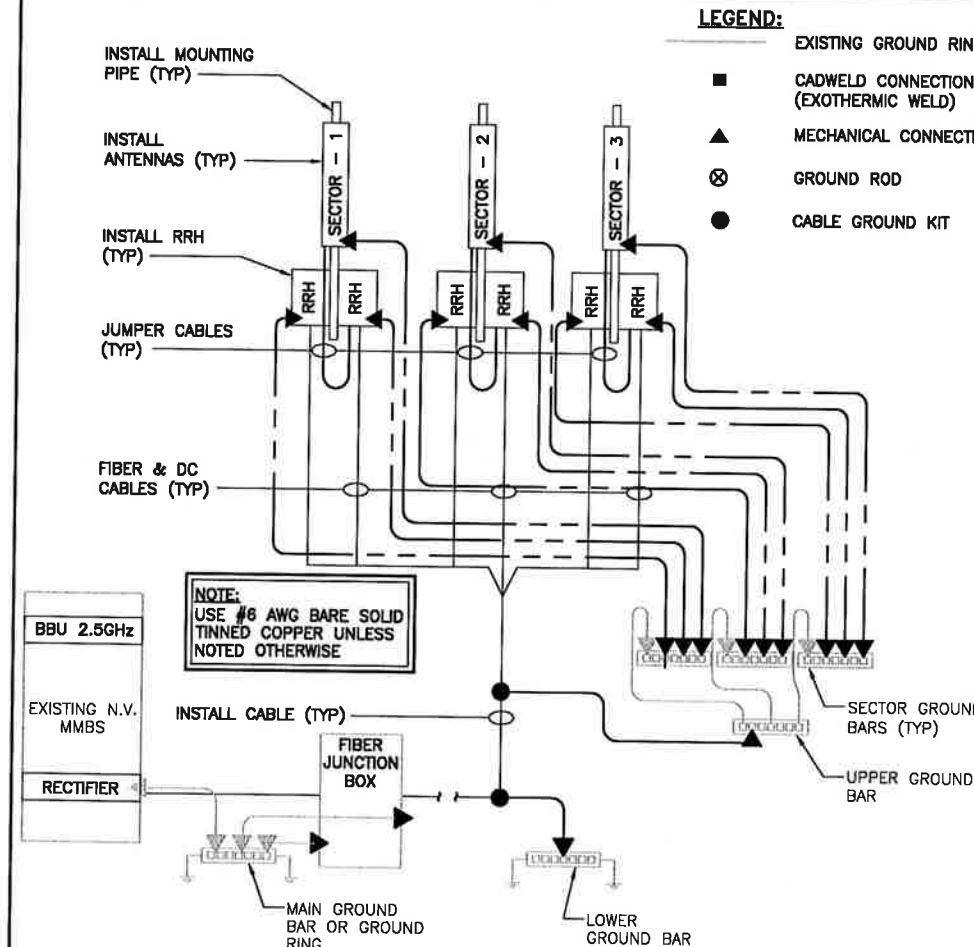 LEGEND:
EXISTING GROUND RIN
CADWELD CONNECTION
(EXOTHERMIC WELD)
MECHANICAL CONNECTI
GROUND ROD
CABLE GROUND KIT
INSTALL MOUNTING
PIPE (TYP)
INSTALL
ANTENNAS (TYP)
INSTALL RRH
(TYP)
JUMPER CABLES
(TYP)
FIBER & DC
CABLES (TYP)
SECTOR - 1
SECTOR - 2
SECTOR - 3
RRH
RRH
RRH
RRH
RRH
RRH
NOTE:
USE #6 AWG BARE SOLID
TINNED COPPER UNLESS
NOTED OTHERWISE
BBU 2.5GHz
EXISTING N.V.
MMBS
RECTIFIER
INSTALL CABLE (TYP)
FIBER
JUNCTION
BOX
SECTOR GROUN
BARS (TYP)
UPPER GROUND
BAR
MAIN GROUND
BAR OR GROUND
RING
LOWER
GROUND BAR